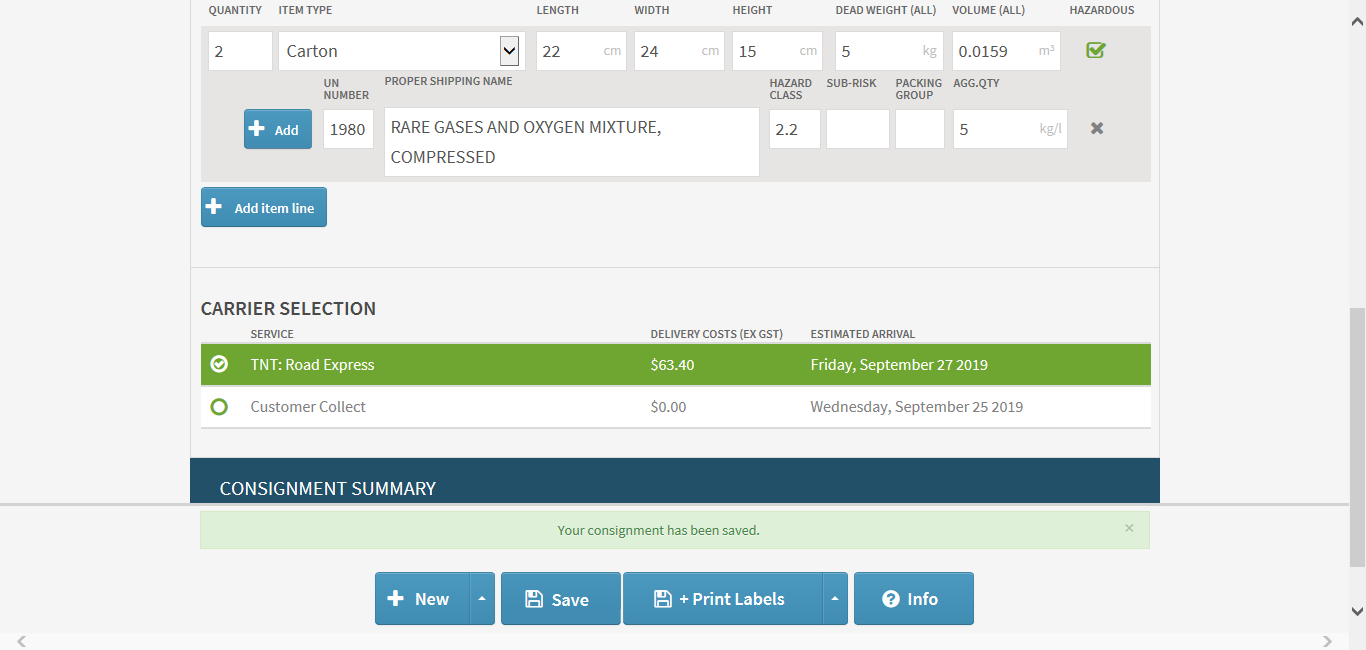 QUANTITY ITEM TYPE LENGTH WIDTH HEIGHT DEAD WEIGHT (ALL) VOLUME (ALL) HAZARDOUS
2 Carton 22 cm 24 cm 15 cm 5 kg 0.0159 m³
UN NUMBER PROPER SHIPPING NAME HAZARD CLASS SUB-RISK PACKING GROUP AGG.QTY
Add 1980 RARE GASES AND OXYGEN MIXTURE, 2.2 5 kg/l
COMPRESSED
Add item line
CARRIER SELECTION
SERVICE DELIVERY COSTS (EX GST) ESTIMATED ARRIVAL
TNT: Road Express $63.40 Friday, September 27 2019
Customer Collect $0.00 Wednesday, September 25 2019
CONSIGNMENT SUMMARY
Your consignment has been saved. ×
New Save + Print Labels Info